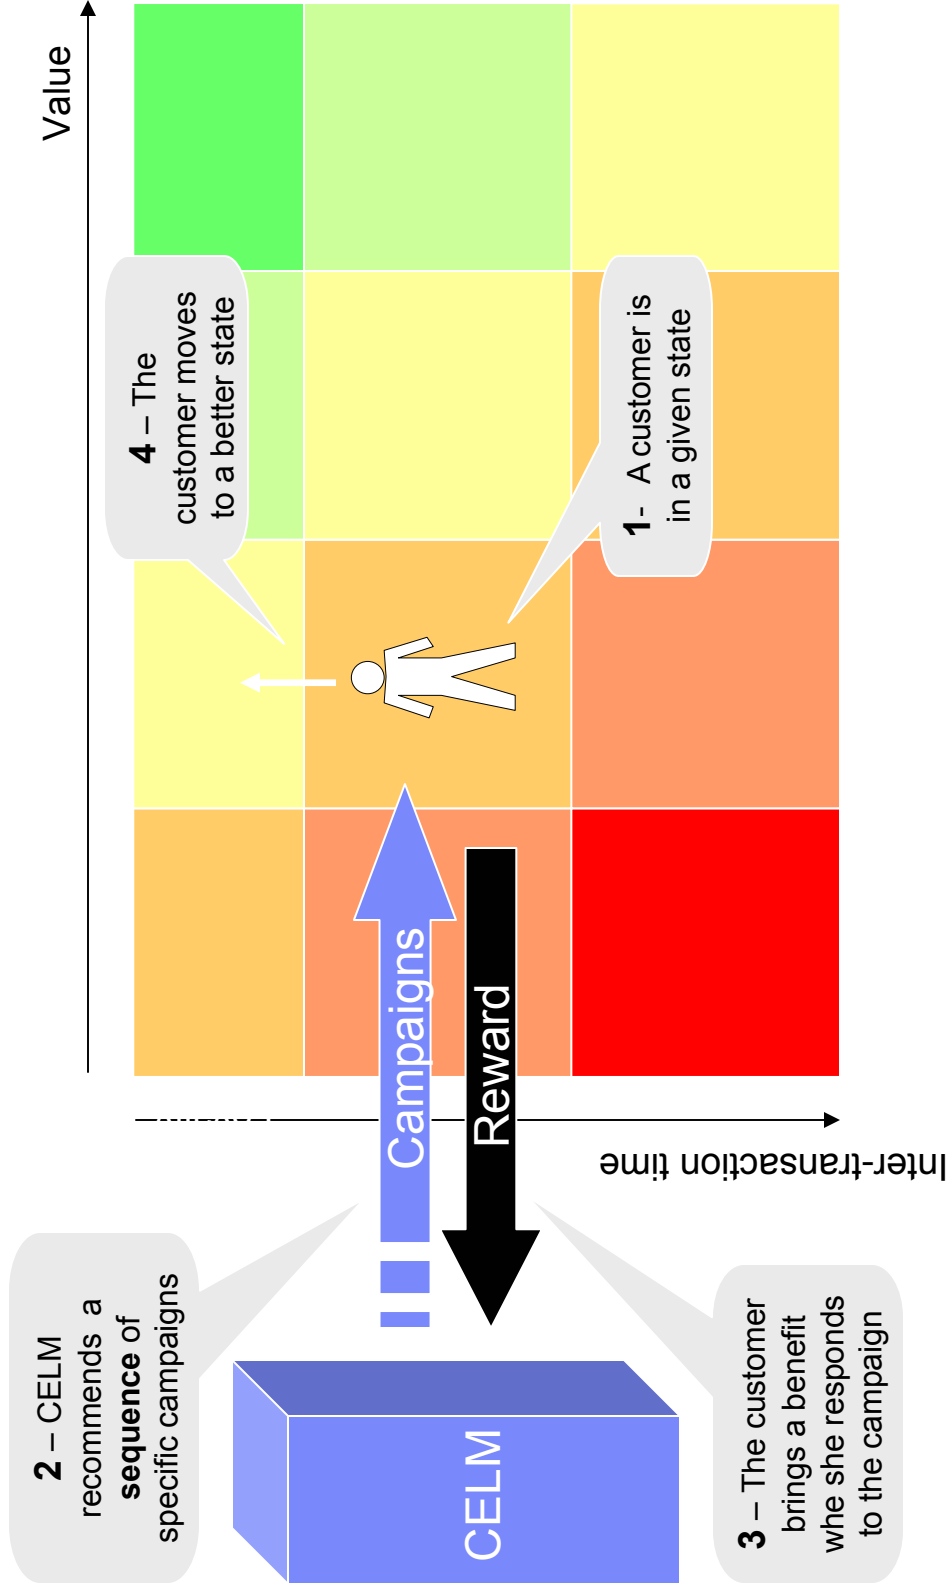 2 – CELM
recommends a
sequence of
specific campaigns
CELM
3 – The customer
brings a benefit
whe she responds
to the campaign
Campaigns
Reward
Inter-transaction time
4 – The
customer moves
to a better state
1- A customer is
in a given state
Value